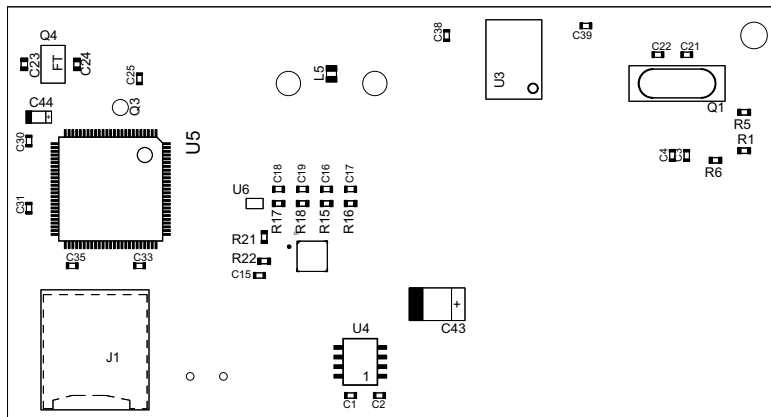 Q4
C23
FT
C24
C25
C44
Q3
C30
U5
C31
C35
C33
J1
L5
U6
C18
C19
C16
C17
R17
R18
R15
R16
R21
R22
C15
C38
U3
C39
C22
C21
Q1
R5
R1
C4
C3
R6
+
C43
U4
1
C1
C2